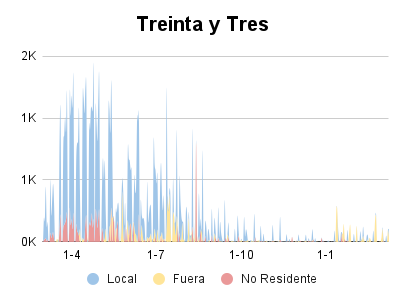 Treinta y Tres
2K
1K
1K
0K
1-4 1-7 1-10 1-1
Local Fuera No Residente